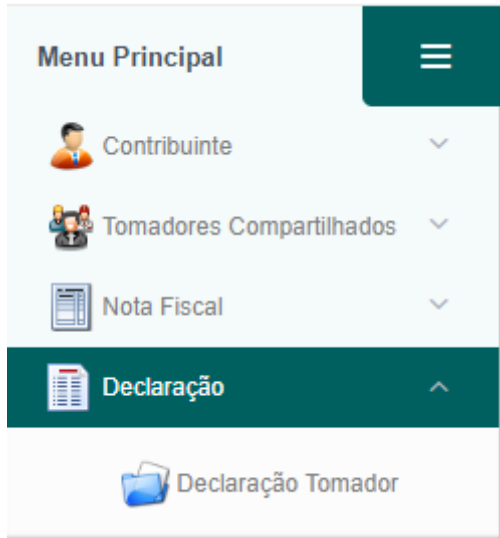 Menu Principal
Contribuinte
Tomadores Compartilhados
Nota Fiscal
Declaração
Declaração Tomador